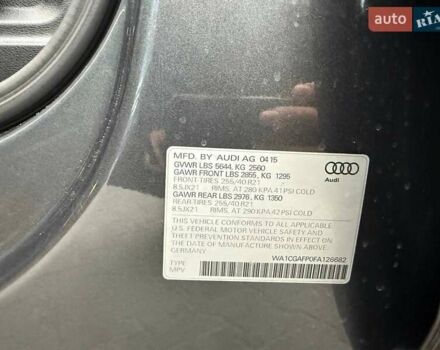 auto RIA
MFD. BY AUDI AG 04 15
GVWR LBS 5644, KG 2560
GAWR FRONT LBS 2855, KG 1295
FRONT-TIRES 255/40 R21
8.5JX21 RIMS, AT 280 KPA 41 PSI COLD
GAWR REAR LBS 2976, KG 1350
REAR-TIRES 255/40 R21
8.5JX21 RIMS, AT 290 KPA 42 PSI COLD
Audi
THIS VEHICLE CONFORMS TO ALL APPLICABLE
U.S. FEDERAL MOTOR VEHICLE SAFETY AND
THEFT PREVENTION STANDARDS IN EFFECT ON
THE DATE OF MANUFACTURE SHOWN ABOVE.
GERMANY
WA1CGAFP0FA126682
TYPE
MPV